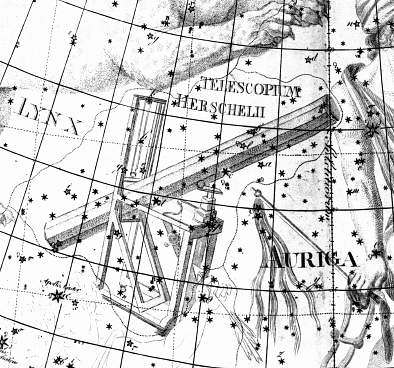 TELESCOPIUM
HERSCHELII
LYNX
AURIGA